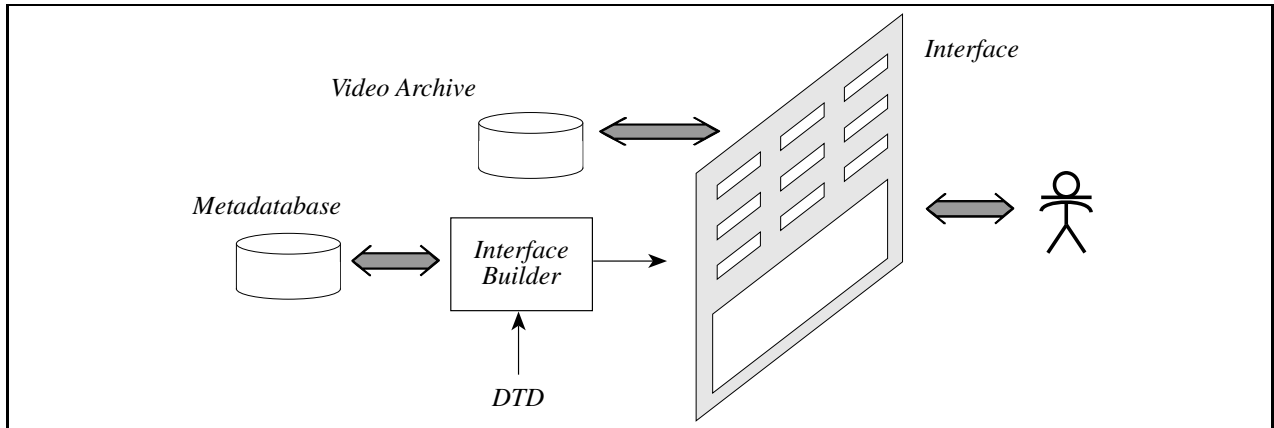 Interface
Video Archive
Metadatabase
Interface
Builder
DTD